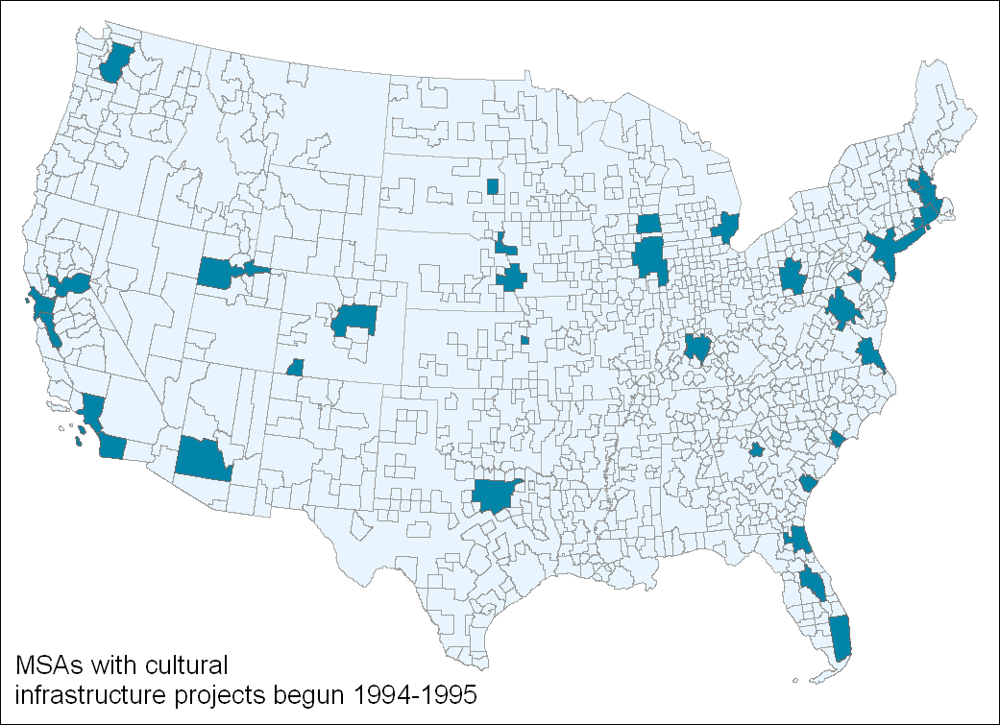 MSAs with cultural
infrastructure projects begun 1994-1995